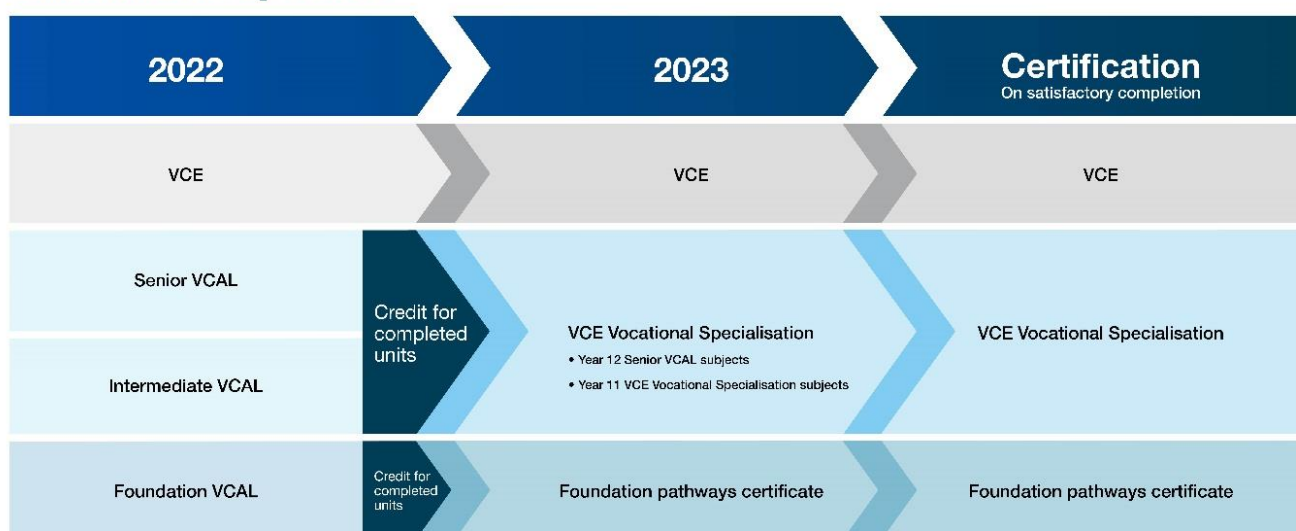 2022
2023
Certification
On satisfactory completion
VCE
VCE
VCE
Senior VCAL
Intermediate VCAL
Credit for
completed
units
VCE Vocational Specialisation
• Year 12 Senior VCAL subjects
• Year 11 VCE Vocational Specialisation subjects
VCE Vocational Specialisation
Foundation VCAL
Credit for
completed
units
Foundation pathways certificate
Foundation pathways certificate